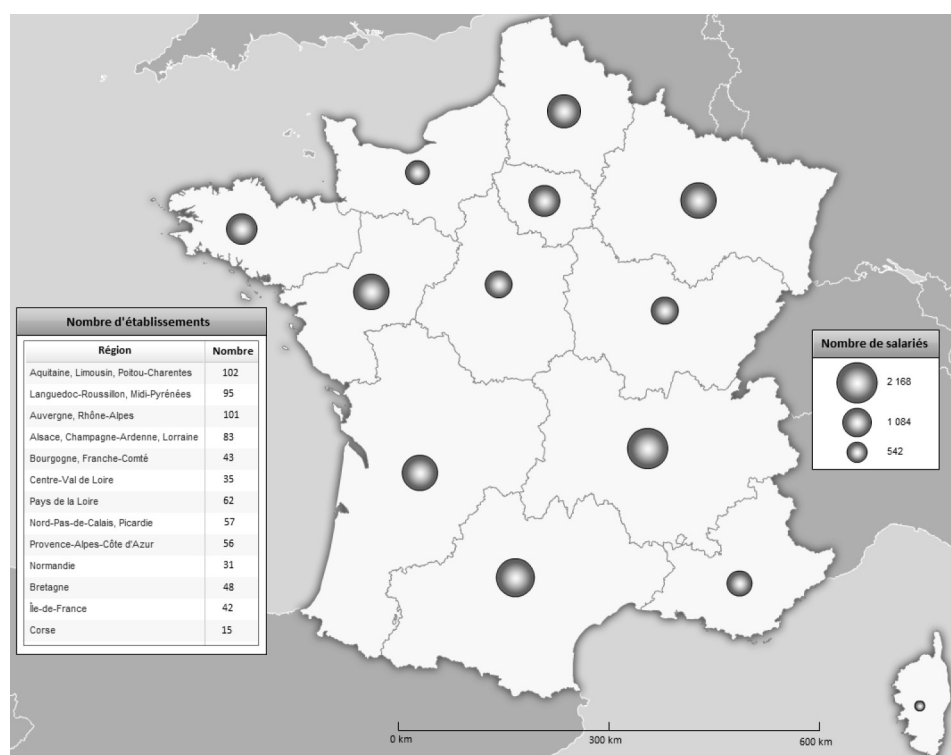 Nombre d'établissements
Région Nombre
Aquitaine, Limousin, Poitou-Charentes 102
Languedoc-Roussillon, Midi-Pyrénées 95
Auvergne, Rhône-Alpes 101
Alsace, Champagne-Ardenne, Lorraine 83
Bourgogne, Franche-Comté 43
Centre-Val de Loire 35
Pays de la Loire 62
Nord-Pas-de-Calais, Picardie 57
Provence-Alpes-Côte d'Azur 56
Normandie 31
Bretagne 48
Île-de-France 42
Corse 15
Nombre de salariés
2 168
1 084
542
0 km 300 km 600 km